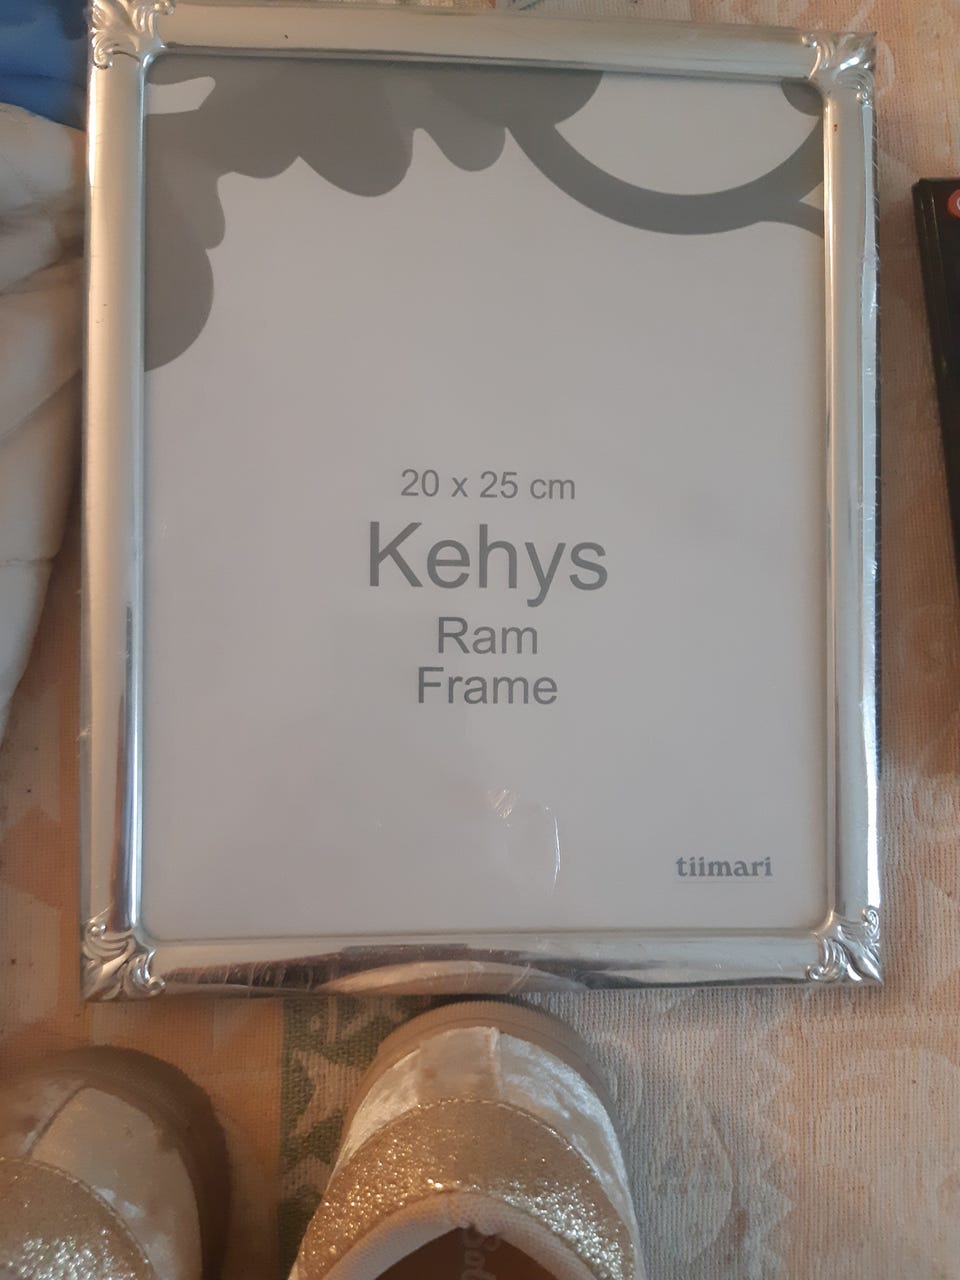 20 x 25 cm
Kehys
Ram
Frame
tiimari